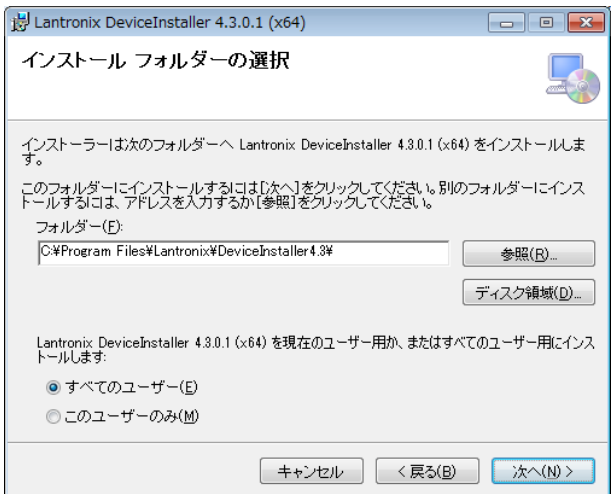 Lantronix DeviceInstaller 4.3.0.1 (x64)
インストール フォルダーの選択
インストーラーは次のフォルダーへ Lantronix DeviceInstaller 4.3.0.1 (x64) をインストールしま
す。
このフォルダーにインストールするには[次へ]をクリックしてください。別のフォルダーにインス
トールするには、アドレスを入力するか[参照]をクリックしてください。
フォルダー(F):
C:¥Program Files¥Lantronix¥DeviceInstaller4.3¥
参照(R)...
ディスク領域(D)...
Lantronix DeviceInstaller 4.3.0.1 (x64) を現在のユーザー用か、またはすべてのユーザー用にインス
トールします:
すべてのユーザー(E)
このユーザーのみ(M)
キャンセル
< 戻る(B)
次へ(N) >